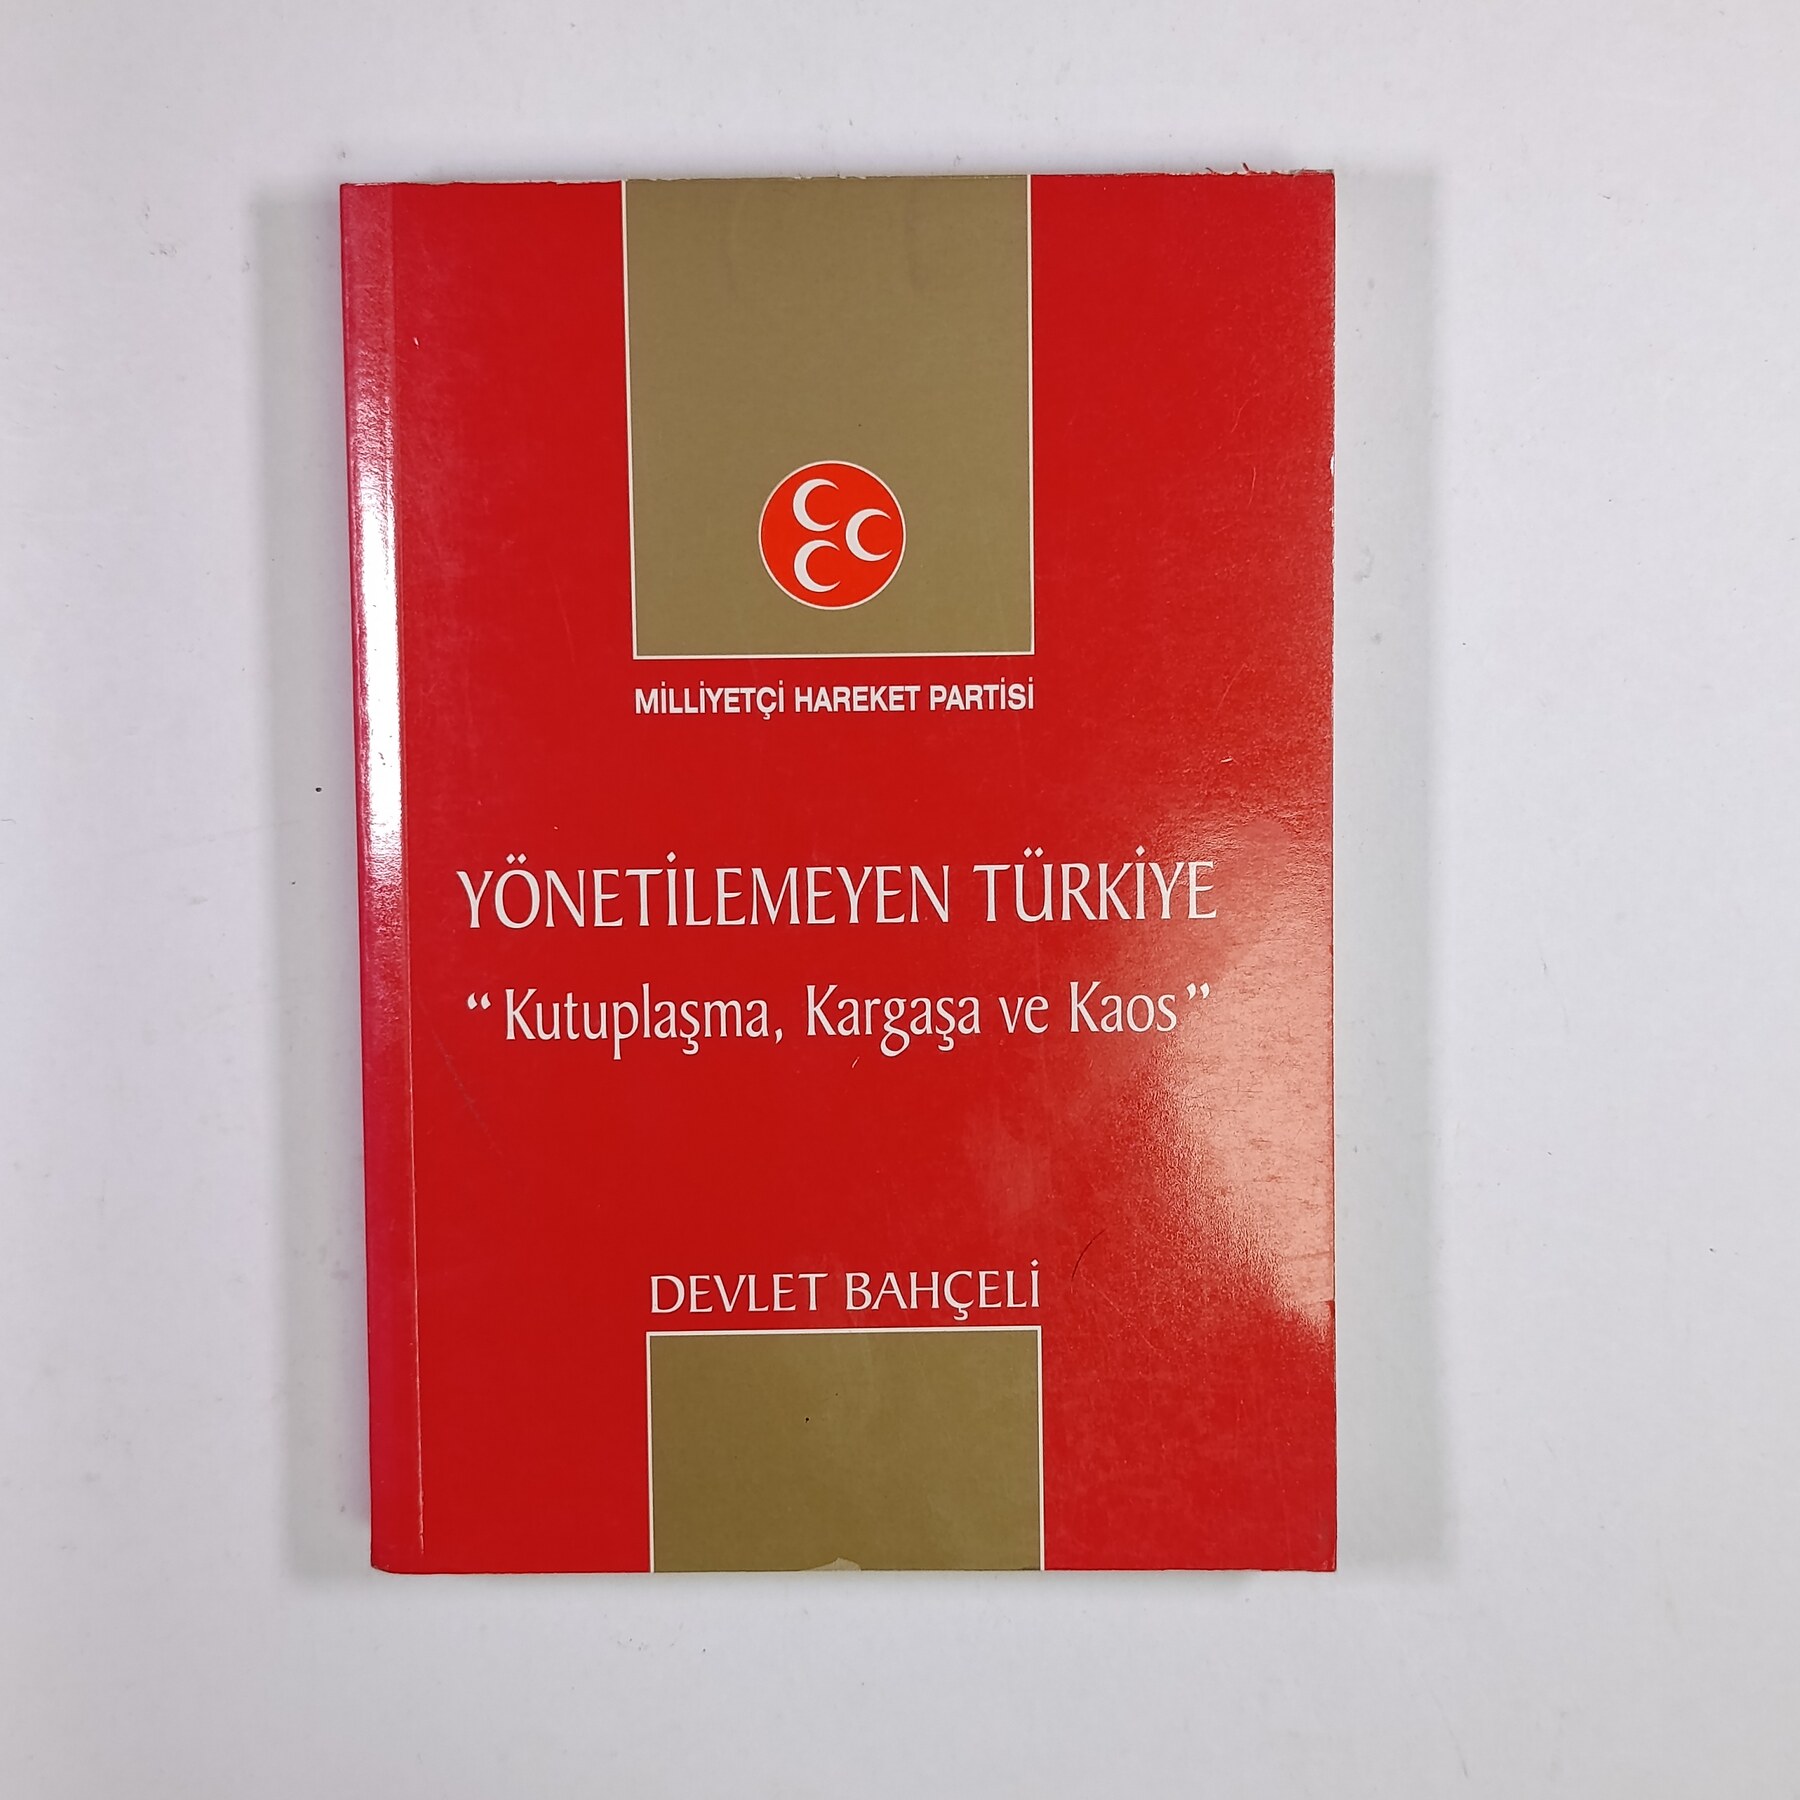 MİLLİYETÇİ HAREKET PARTİSİ
YÖNETİLEMEYEN TÜRKİYE
“Kutuplaşma, Kargaşa ve Kaos”
DEVLET BAHÇELİ